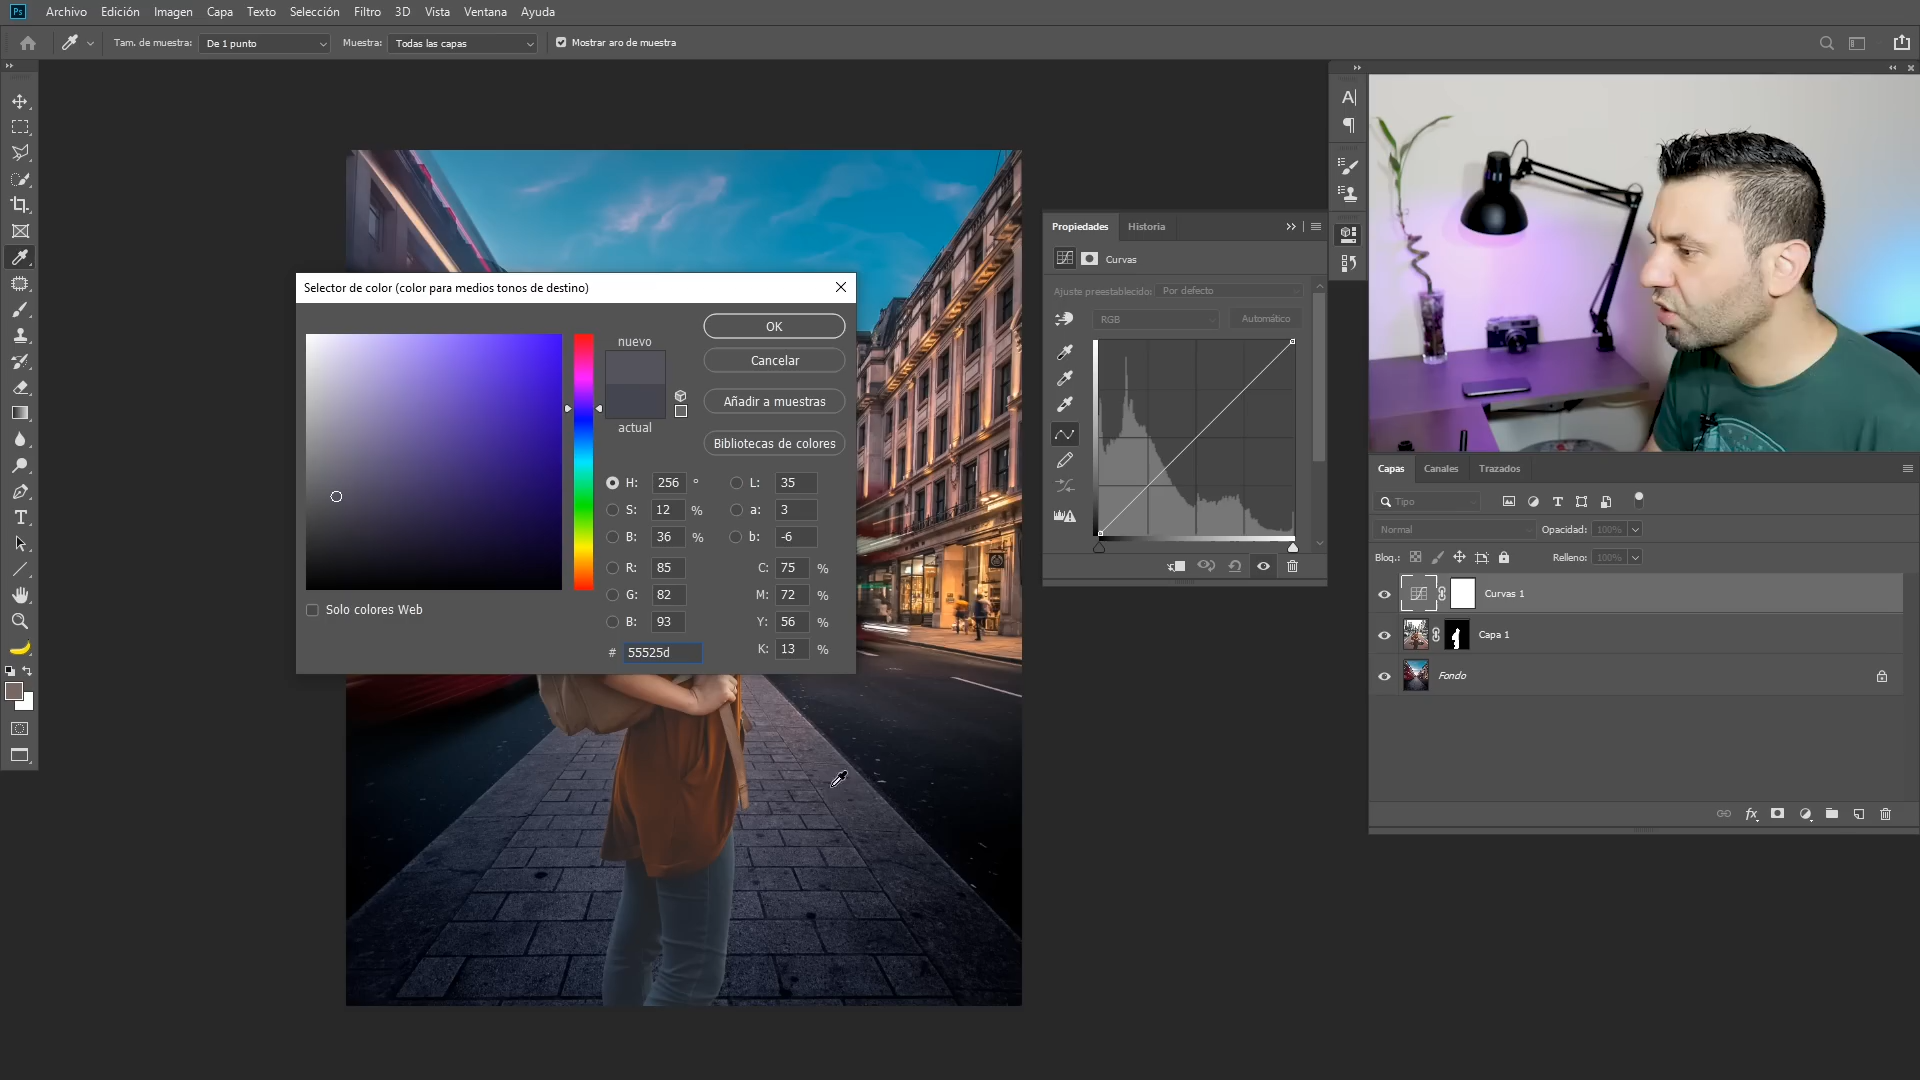 Ps Archivo Edición Imagen Capa Texto Selección Filtro 3D Vista Ventana Ayuda
Tam. de muestra: De 1 punto Muestra: Todas las capas Mostrar aro de muestra
Selector de color (color para medios tonos de destino)
nuevo
actual
OK
Cancelar
Añadir a muestras
Bibliotecas de colores
H: 256 °
S: 12 %
B: 36 %
R: 85
G: 82
B: 93
# 55525d
L: 35
a: 3
b: -6
C: 75 %
M: 72 %
Y: 56 %
K: 13 %
Solo colores Web
Propiedades Historia
Curvas
Ajuste preestablecido: Por defecto
RGB Automático
Capas Canales Trazados
Tipo
Normal Opacidad: 100%
Bloq.: Relleno: 100%
Curvas 1
Capa 1
Fondo